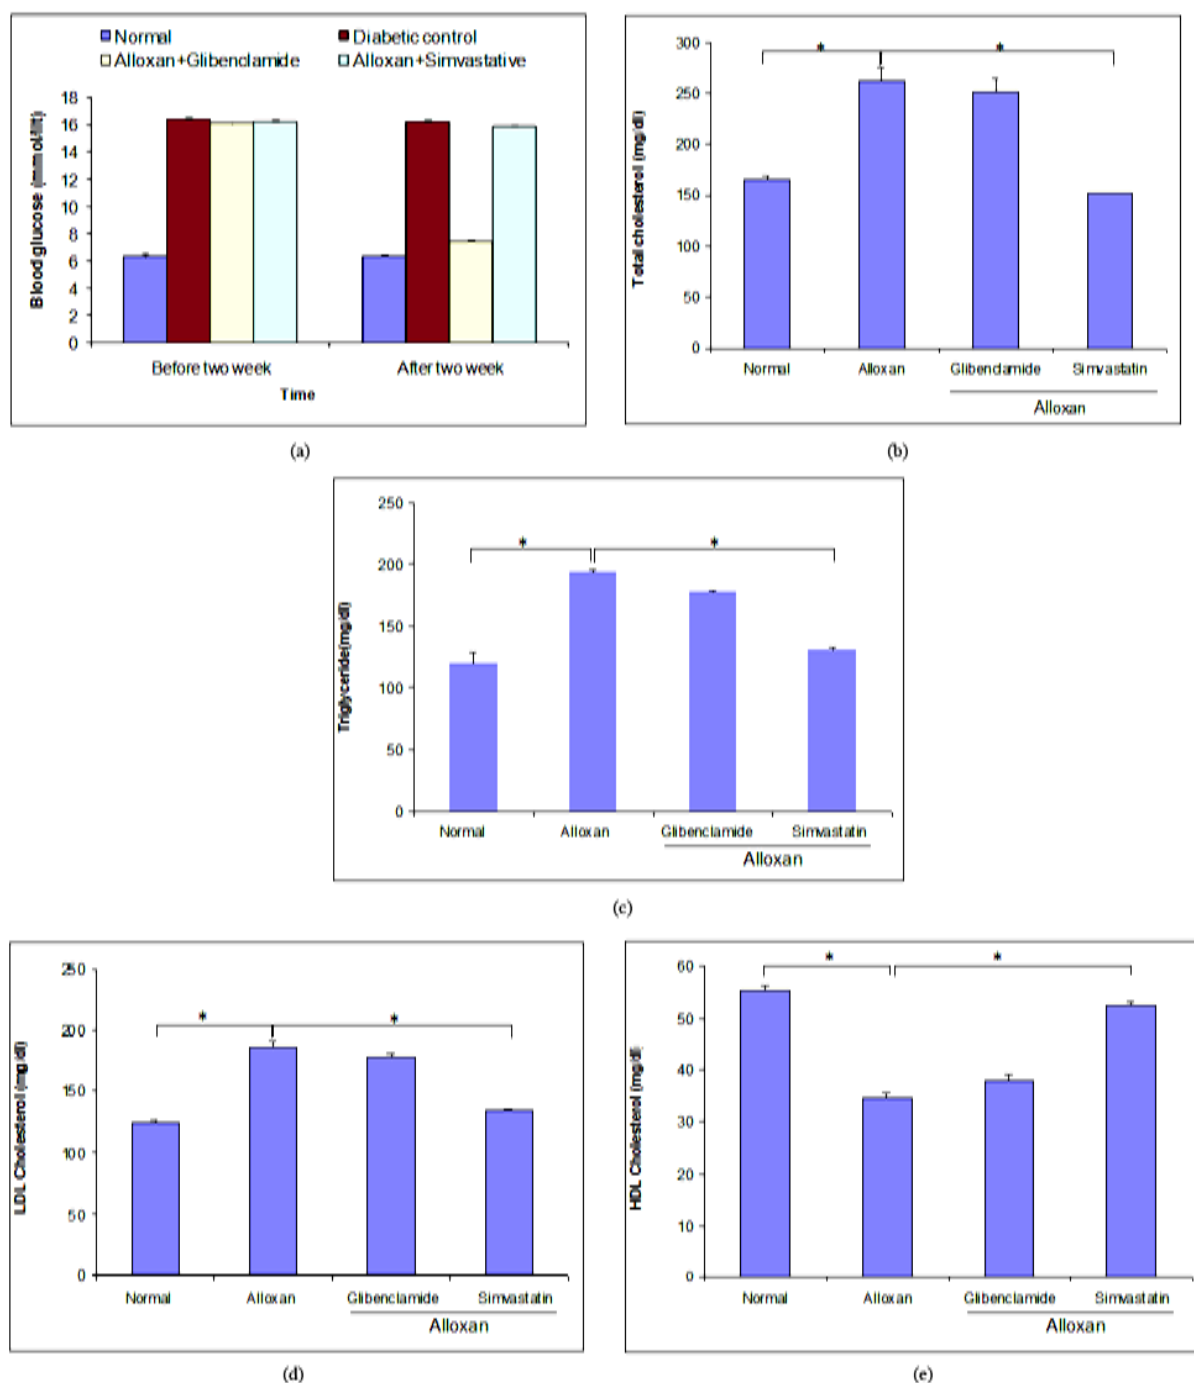 Normal Diabetic control
Alloxan+Glibenclamide Alloxan+Simvastative
18
16
14
12
10
8
6
4
2
0
Blood glucose (mmol/lit)
Before two week After two week
Time
(a)
300
250
200
150
100
50
0
Total cholesterol (mg/dl)
* *
Normal Alloxan Glibenclamide Simvastatin
Alloxan
(b)
250
200
150
100
50
0
Triglyceride(mg/dl)
* *
Normal Alloxan Glibenclamide Simvastatin
Alloxan
(c)
250
200
150
100
50
0
LDL Cholesterol (mg/dl)
* *
Normal Alloxan Glibenclamide Simvastatin
Alloxan
(d)
60
50
40
30
20
10
0
HDL Cholesterol (mg/dl)
* *
Normal Alloxan Glibenclamide Simvastatin
Alloxan
(e)